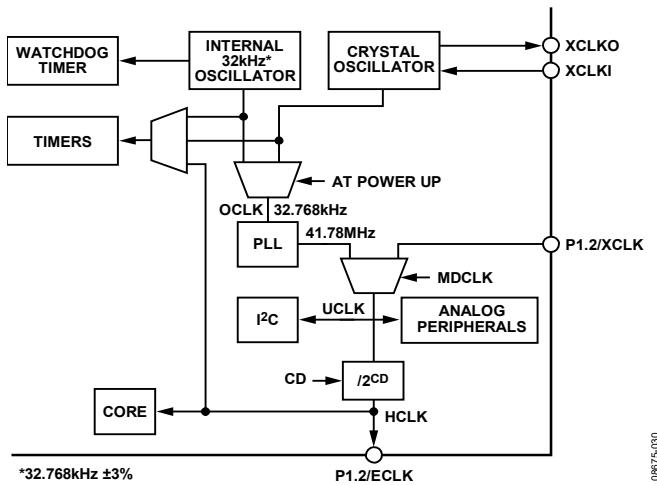 WATCHDOG
TIMER
INTERNAL
32kHz*
OSCILLATOR
CRYSTAL
OSCILLATOR
XCLKO
XCLKI
TIMERS
AT POWER UP
OCLK 32.768kHz
PLL
41.78MHz
P1.2/XCLK
MDCLK
I2C
UCLK
ANALOG
PERIPHERALS
CD
/2CD
CORE
HCLK
*32.768kHz ±3%
P1.2/ECLK
08675-030